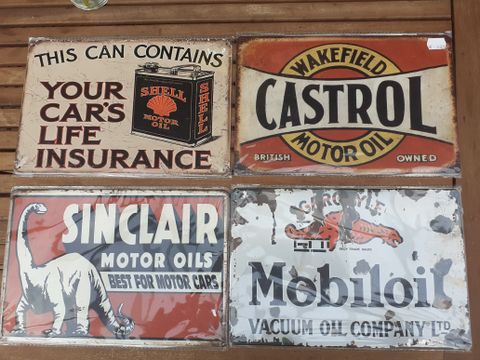 THIS CAN CONTAINS
YOUR
CAR'S
LIFE
INSURANCE
SHELL
MOTOR
OIL
SHELL
WAKEFIELD
CASTROL
MOTOR OIL
BRITISH
OWNED
SINCLAIR
MOTOR OILS
BEST FOR MOTOR CARS
GARGOYLE
Mobiloil
VACUUM OIL COMPANY LTD